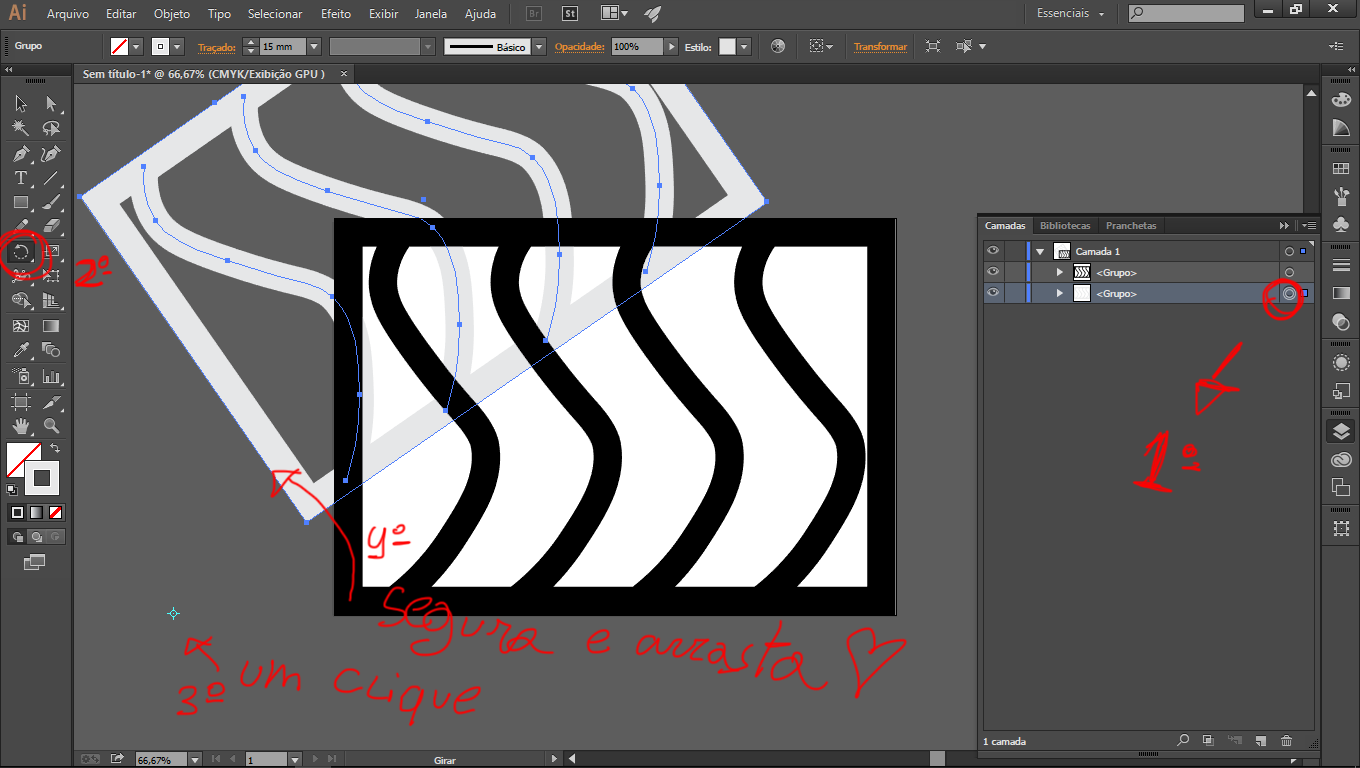 Ai Arquivo Editar Objeto Tipo Selecionar Efeito Exibir Janela Ajuda Br St Essenciais
Grupo Traçado: 15 mm Básico Opacidade: 100% Estilo: Transformar
Sem título-1* @ 66,67% (CMYK/Exibição GPU )
Camadas Bibliotecas Pranchetas
Camada 1
<Grupo>
<Grupo>
2º
1º
yº
segura e arrasta
3º um clique
1 camada
66,67% 1 Girar